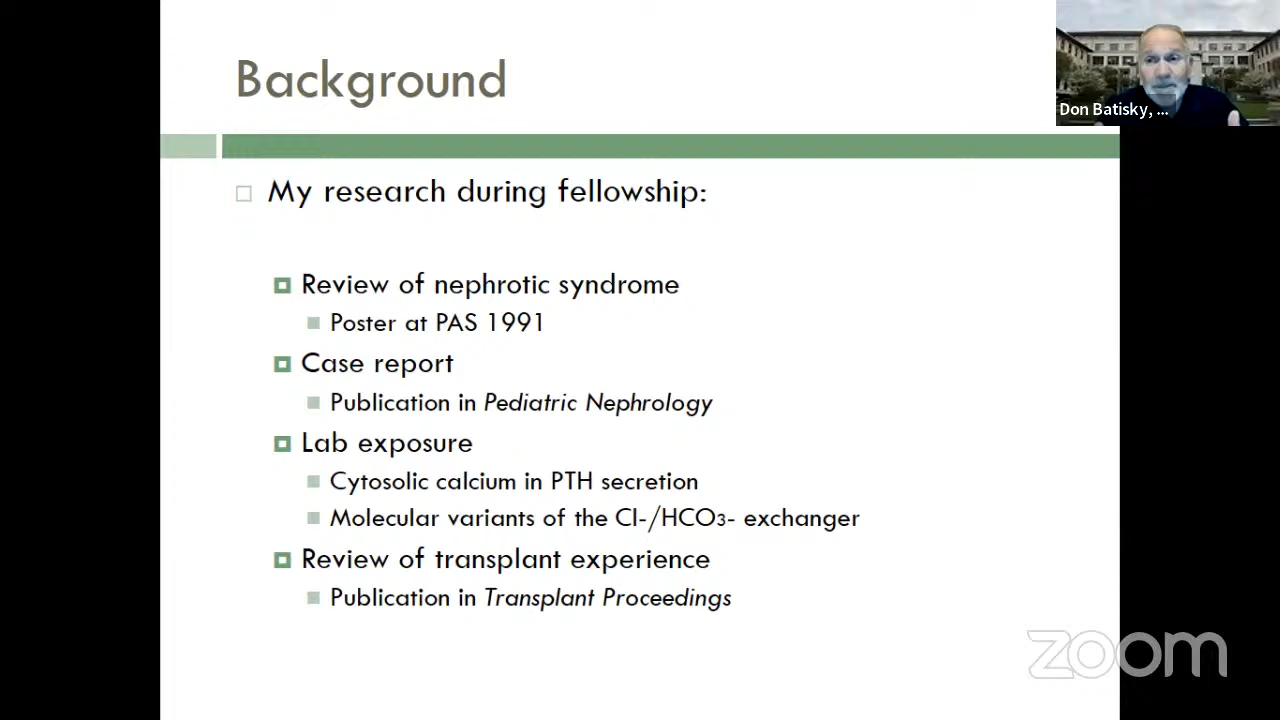 Background
Don Batisky, ...
My research during fellowship:
Review of nephrotic syndrome
Poster at PAS 1991
Case report
Publication in Pediatric Nephrology
Lab exposure
Cytosolic calcium in PTH secretion
Molecular variants of the Cl-/HCO3- exchanger
Review of transplant experience
Publication in Transplant Proceedings
zoom